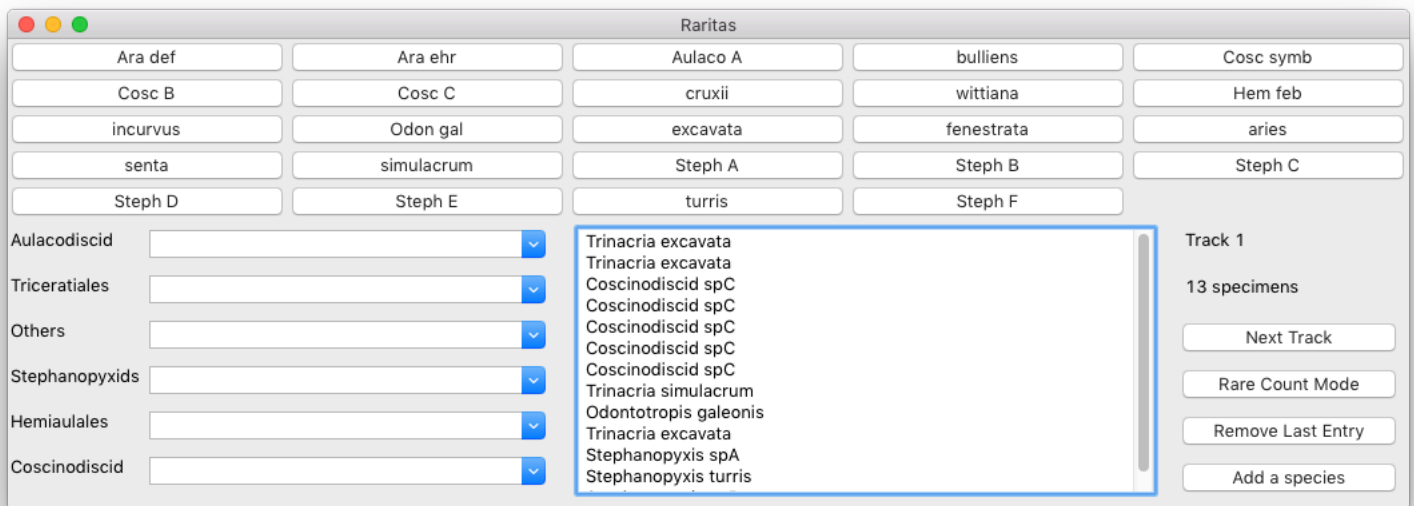 Raritas
Ara def Ara ehr Aulaco A bulliens Cosc symb
Cosc B Cosc C cruxii wittiana Hem feb
incurvus Odon gal excavata fenestrata aries
senta simulacrum Steph A Steph B Steph C
Steph D Steph E turris Steph F
Aulacodiscid
Triceratiales
Others
Stephanopyxids
Hemiaulales
Coscinodiscid
Trinacria excavata
Trinacria excavata
Coscinodiscid spC
Coscinodiscid spC
Coscinodiscid spC
Coscinodiscid spC
Coscinodiscid spC
Trinacria simulacrum
Odontotropis galeonis
Trinacria excavata
Stephanopyxis spA
Stephanopyxis turris
Track 1
13 specimens
Next Track
Rare Count Mode
Remove Last Entry
Add a species